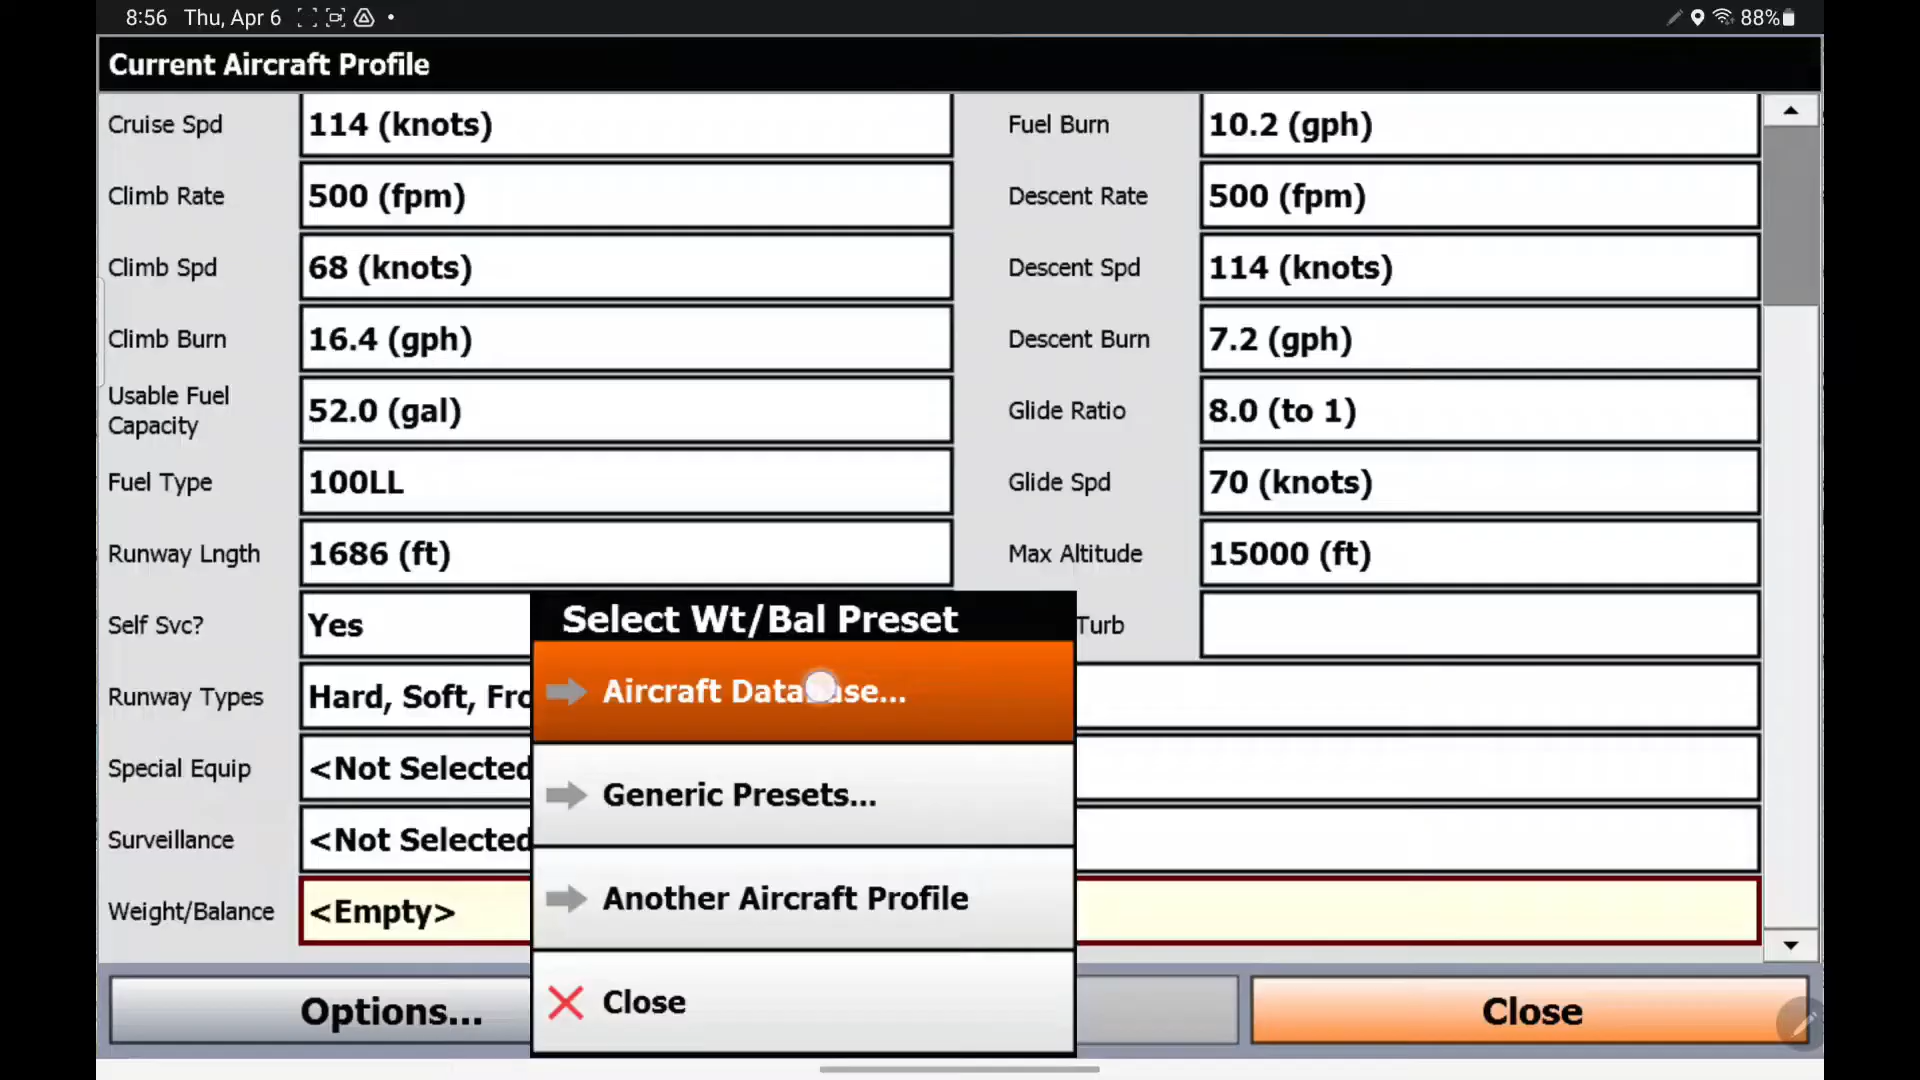 8:56 Thu, Apr 6
88%
Current Aircraft Profile
Cruise Spd 114 (knots) Fuel Burn 10.2 (gph)
Climb Rate 500 (fpm) Descent Rate 500 (fpm)
Climb Spd 68 (knots) Descent Spd 114 (knots)
Climb Burn 16.4 (gph) Descent Burn 7.2 (gph)
Usable Fuel
Capacity 52.0 (gal) Glide Ratio 8.0 (to 1)
Fuel Type 100LL Glide Spd 70 (knots)
Runway Lngth 1686 (ft) Max Altitude 15000 (ft)
Self Svc? Yes Turb
Runway Types Hard, Soft, Fro
Special Equip <Not Selected
Surveillance <Not Selected
Weight/Balance <Empty>
Select Wt/Bal Preset
Aircraft Database...
Generic Presets...
Another Aircraft Profile
Close
Options...
Close